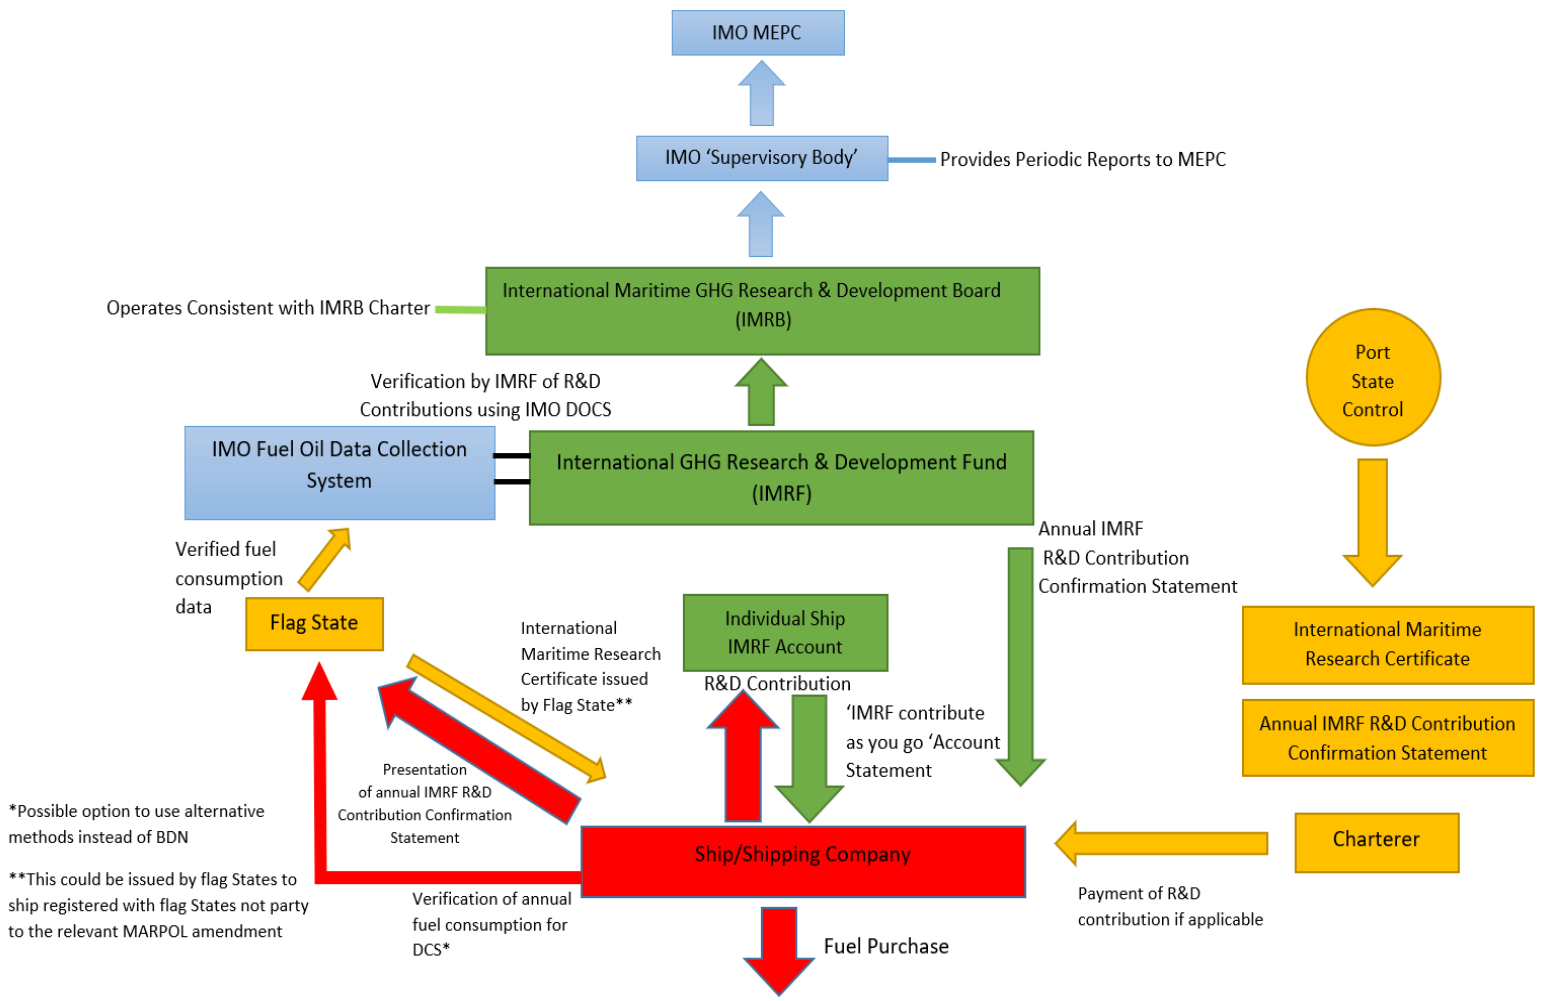 IMO MEPC
IMO ‘Supervisory Body’
Provides Periodic Reports to MEPC
International Maritime GHG Research & Development Board
(IMRB)
Operates Consistent with IMRB Charter
Port
State
Control
Verification by IMRF of R&D
Contributions using IMO DOCS
IMO Fuel Oil Data Collection
System
International GHG Research & Development Fund
(IMRF)
Annual IMRF
R&D Contribution
Confirmation Statement
Verified fuel
consumption
data
Flag State
International
Maritime Research
Certificate issued
by Flag State**
Individual Ship
IMRF Account
R&D Contribution
‘IMRF contribute
as you go ‘Account
Statement
International Maritime
Research Certificate
Annual IMRF R&D Contribution
Confirmation Statement
Presentation
of annual IMRF R&D
Contribution Confirmation
Statement
*Possible option to use alternative
methods instead of BDN
**This could be issued by flag States to
ship registered with flag States not party
to the relevant MARPOL amendment
Ship/Shipping Company
Charterer
Payment of R&D
contribution if applicable
Verification of annual
fuel consumption for
DCS*
Fuel Purchase